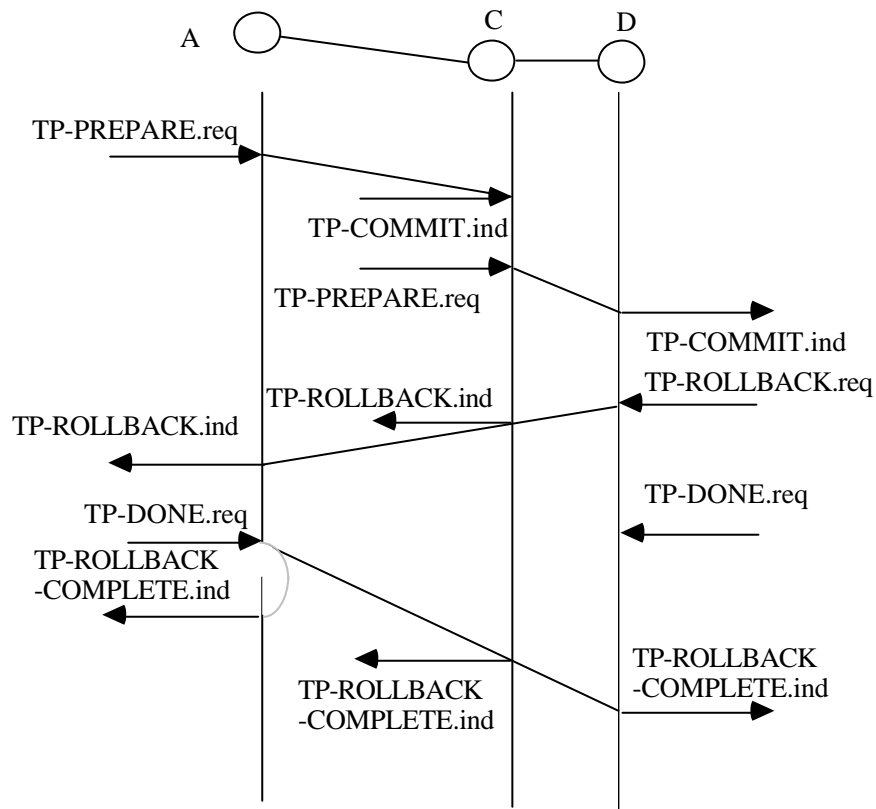 A
C
D
TP-PREPARE.req
TP-COMMIT.ind
TP-PREPARE.req
TP-COMMIT.ind
TP-ROLLBACK.req
TP-ROLLBACK.ind
TP-ROLLBACK.ind
TP-DONE.req
TP-DONE.req
TP-ROLLBACK
-COMPLETE.ind
TP-ROLLBACK
-COMPLETE.ind
TP-ROLLBACK
-COMPLETE.ind